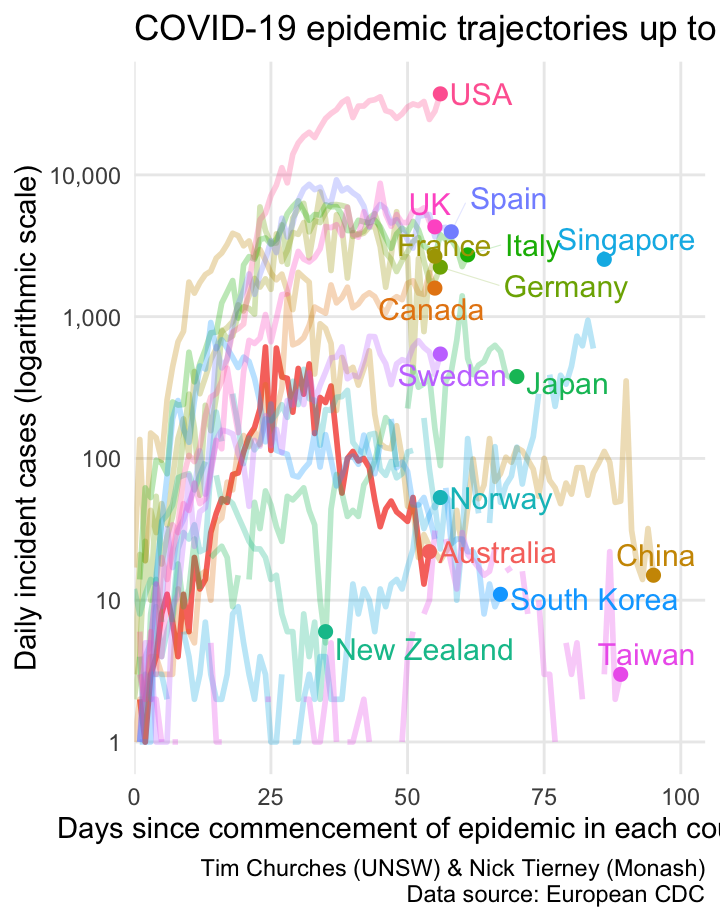 COVID-19 epidemic trajectories up to
Daily incident cases (logarithmic scale)
10,000
1,000
100
10
1
USA
UK
Spain
France
Italy
Singapore
Germany
Canada
Sweden
Japan
Norway
Australia
China
South Korea
New Zealand
Taiwan
0 25 50 75 100
Days since commencement of epidemic in each cou
Tim Churches (UNSW) & Nick Tierney (Monash)
Data source: European CDC